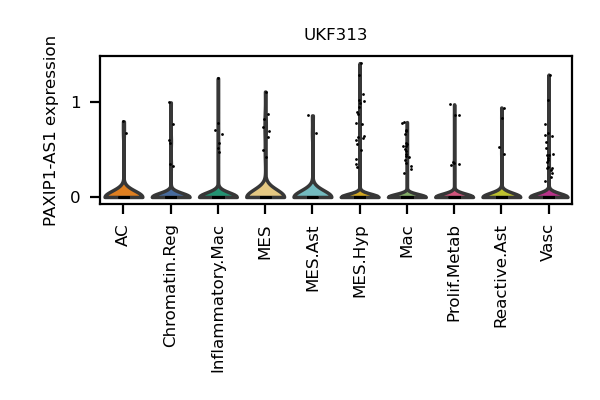 UKF313
PAXIP1-AS1 expression
1
0
AC
Chromatin.Reg
Inflammatory.Mac
MES
MES.Ast
MES.Hyp
Mac
Prolif.Metab
Reactive.Ast
Vasc